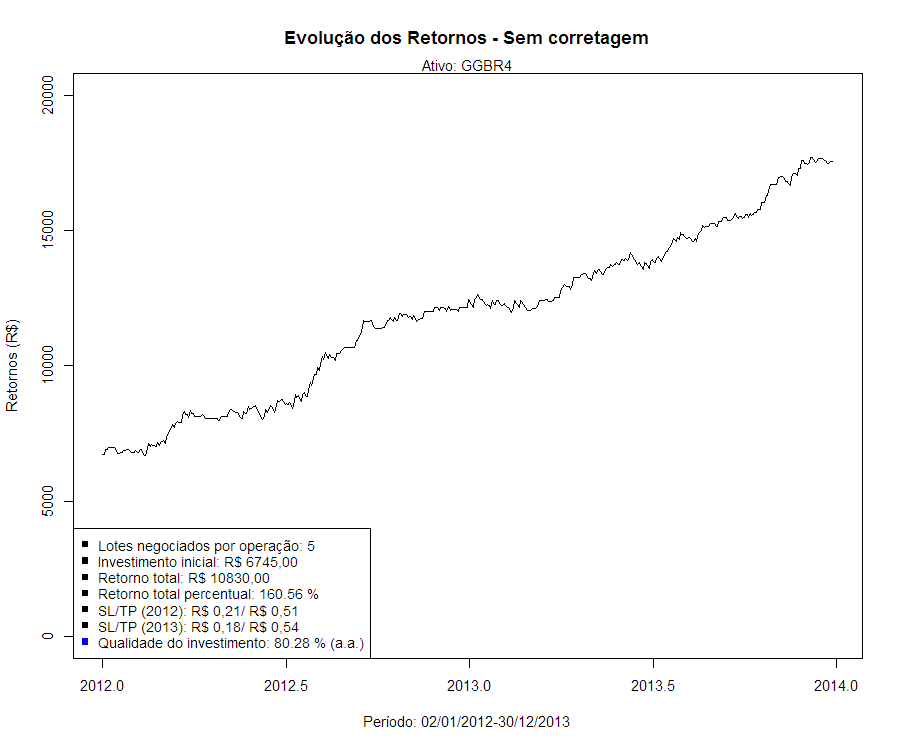 Evolução dos Retornos - Sem corretagem
Ativo: GGBR4
20000
15000
10000
5000
0
Retornos (R$)
Lotes negociados por operação: 5
Investimento inicial: R$ 6745,00
Retorno total: R$ 10830,00
Retorno total percentual: 160.56 %
SL/TP (2012): R$ 0,21/ R$ 0,51
SL/TP (2013): R$ 0,18/ R$ 0,54
Qualidade do investimento: 80.28 % (a.a.)
2012.0 2012.5 2013.0 2013.5 2014.0
Período: 02/01/2012-30/12/2013